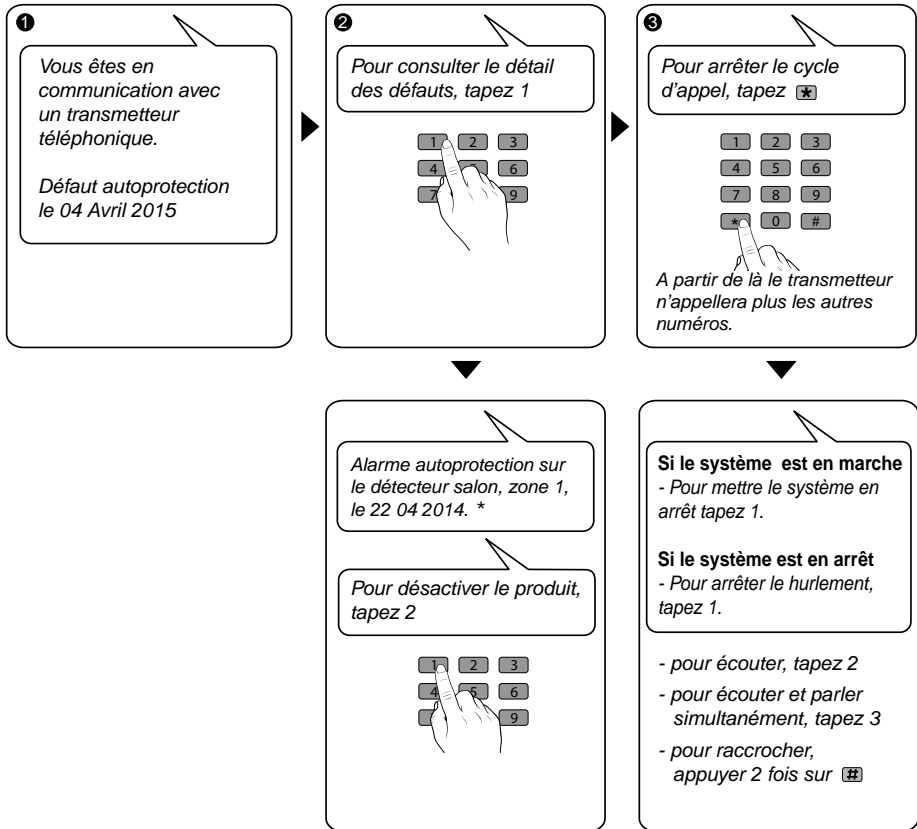 1
Vous êtes en
communication avec
un transmetteur
téléphonique.
Défaut autoprotection
le 04 Avril 2015
2
Pour consulter le détail
des défauts, tapez 1
1 2 3
4 5 6
7 9
3
Pour arrêter le cycle
d'appel, tapez *
1 2 3
4 5 6
7 8 9
* 0 #
A partir de là le transmetteur
n'appellera plus les autres
numéros.
Alarme autoprotection sur
le détecteur salon, zone 1,
le 22 04 2014. *
Pour désactiver le produit,
tapez 2
1 2 3
4 5 6
9
Si le système est en marche
- Pour mettre le système en
arrêt tapez 1.
Si le système est en arrêt
- Pour arrêter le hurlement,
tapez 1.
- pour écouter, tapez 2
- pour écouter et parler
simultanément, tapez 3
- pour raccrocher,
appuyer 2 fois sur #